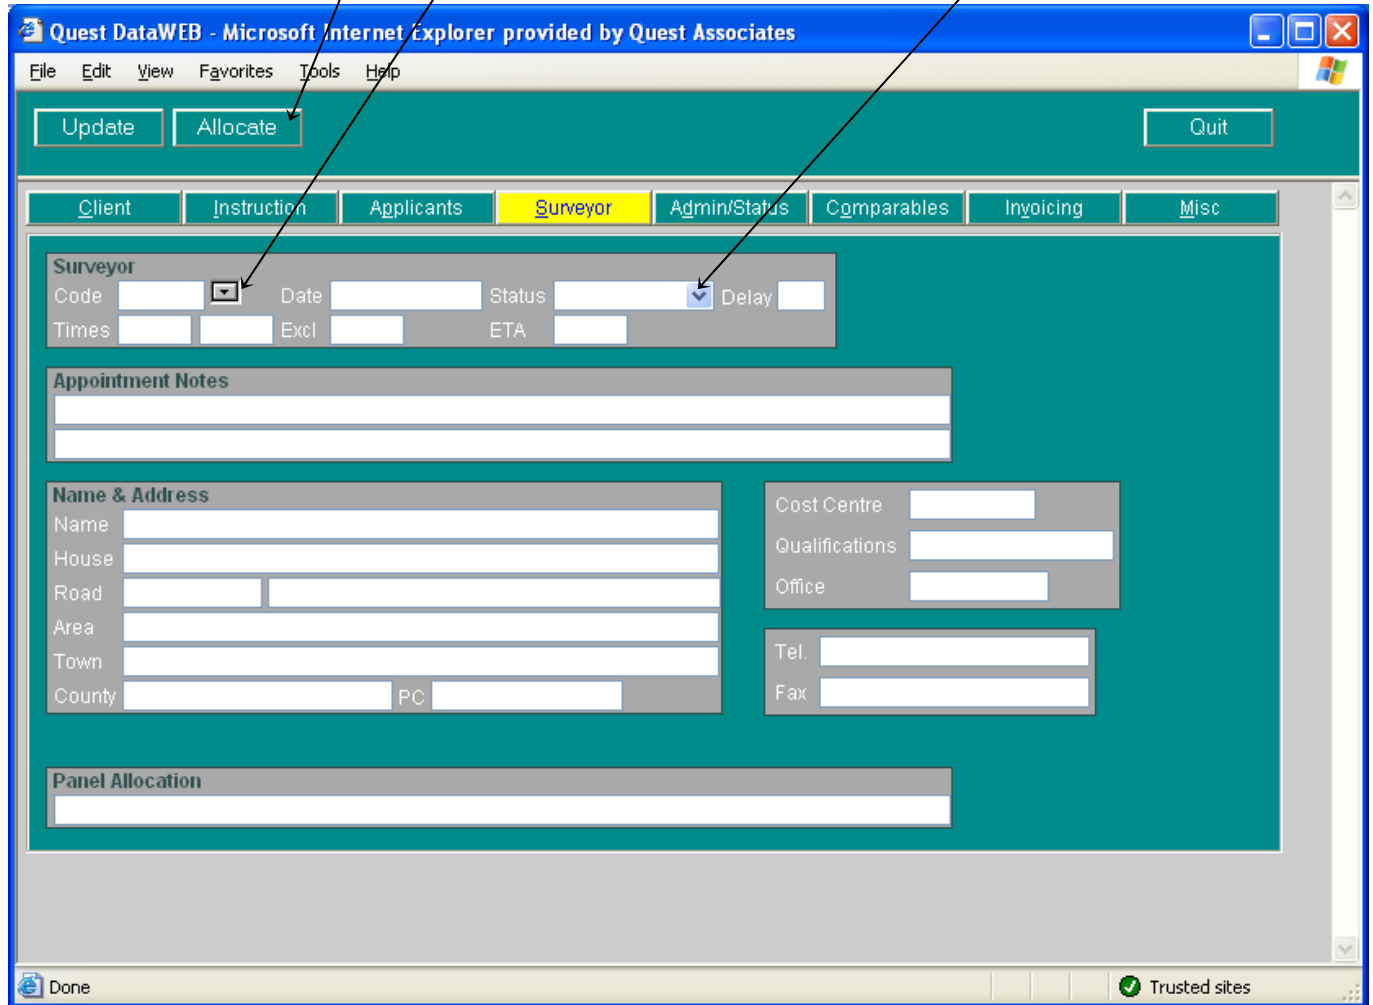 Quest DataWEB - Microsoft Internet Explorer provided by Quest Associates
File Edit View Favorites Tools Help
Update Allocate Quit
Client Instruction Applicants Surveyor Admin/Status Comparables Invoicing Misc
Surveyor
Code Date Status Delay
Times Excl ETA
Appointment Notes
Name & Address
Name
House
Road
Area
Town
County PC
Cost Centre
Qualifications
Office
Tel.
Fax
Panel Allocation
Done Trusted sites